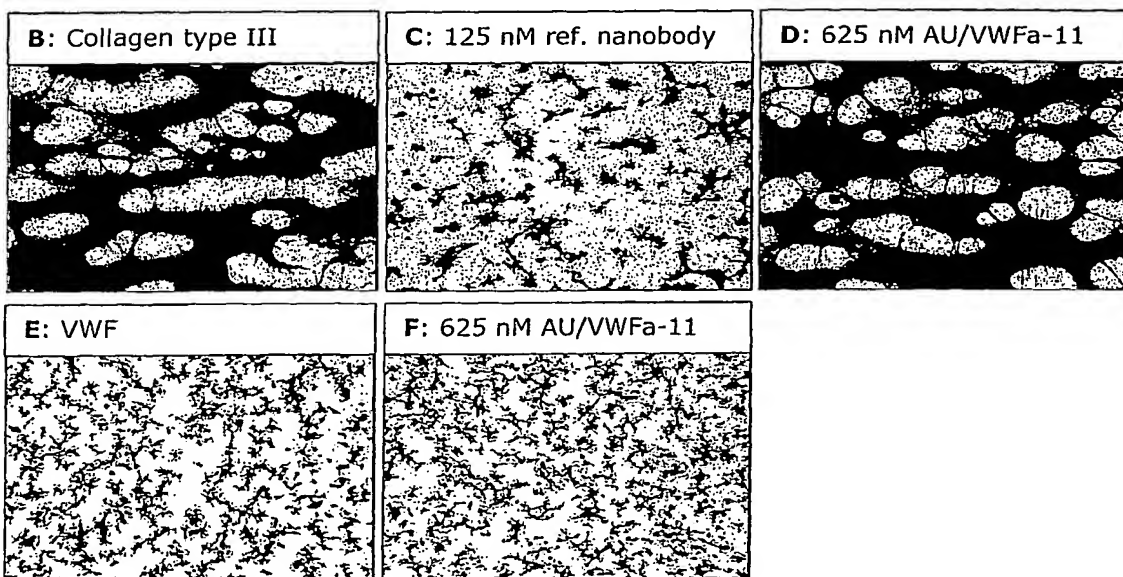 B: Collagen type III
C: 125 nM ref. nanobody
D: 625 nM AU/VWFa-11
E: VWF
F: 625 nM AU/VWFa-11